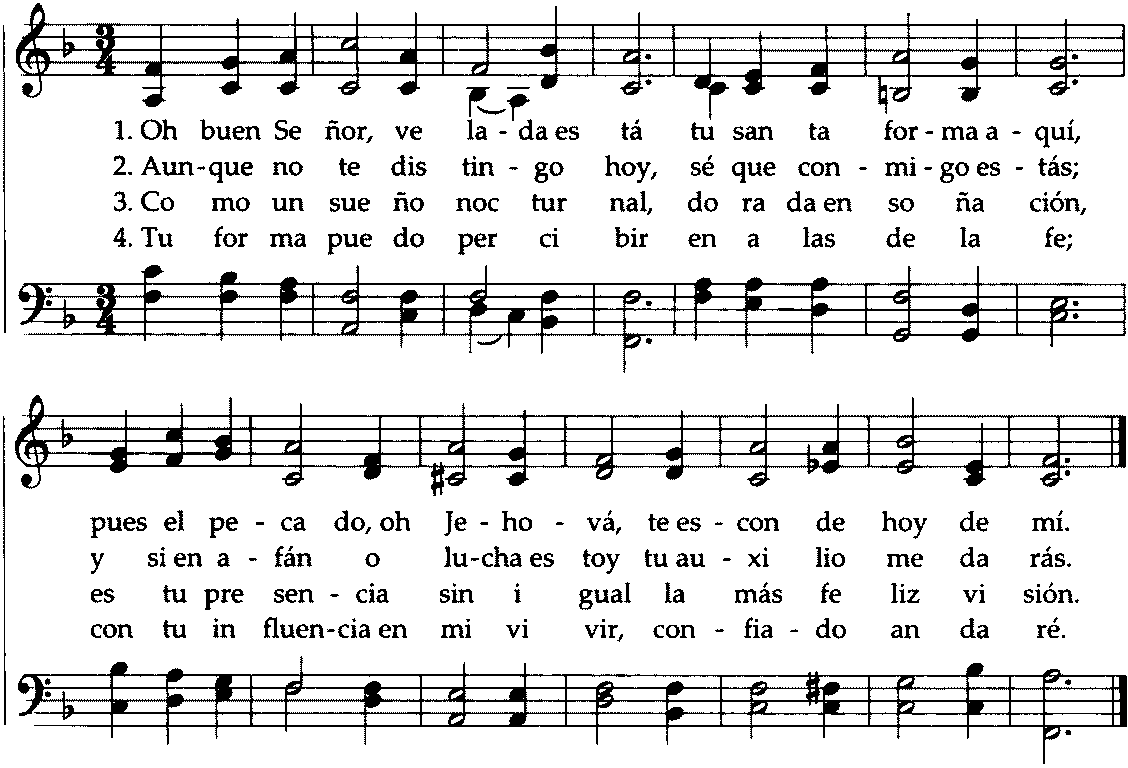 3 4
1. Oh buen Se ñor, ve la - da es tá tu san ta for - ma a - quí,
2. Aun - que no te dis tin - go hoy, sé que con - mi - go es - tás;
3. Co mo un sue ño noc tur nal, do ra da en so ña ción,
4. Tu for ma pue do per ci bir en a las de la fe;
3 4
pues el pe - ca do, oh Je - ho - vá, te es - con de hoy de mí.
y si en a - fán o lu - cha es toy tu au - xi lio me da rás.
es tu pre sen - cia sin i gual la más fe liz vi sión.
con tu in fluen - cia en mi vi vir, con - fia - do an da ré.